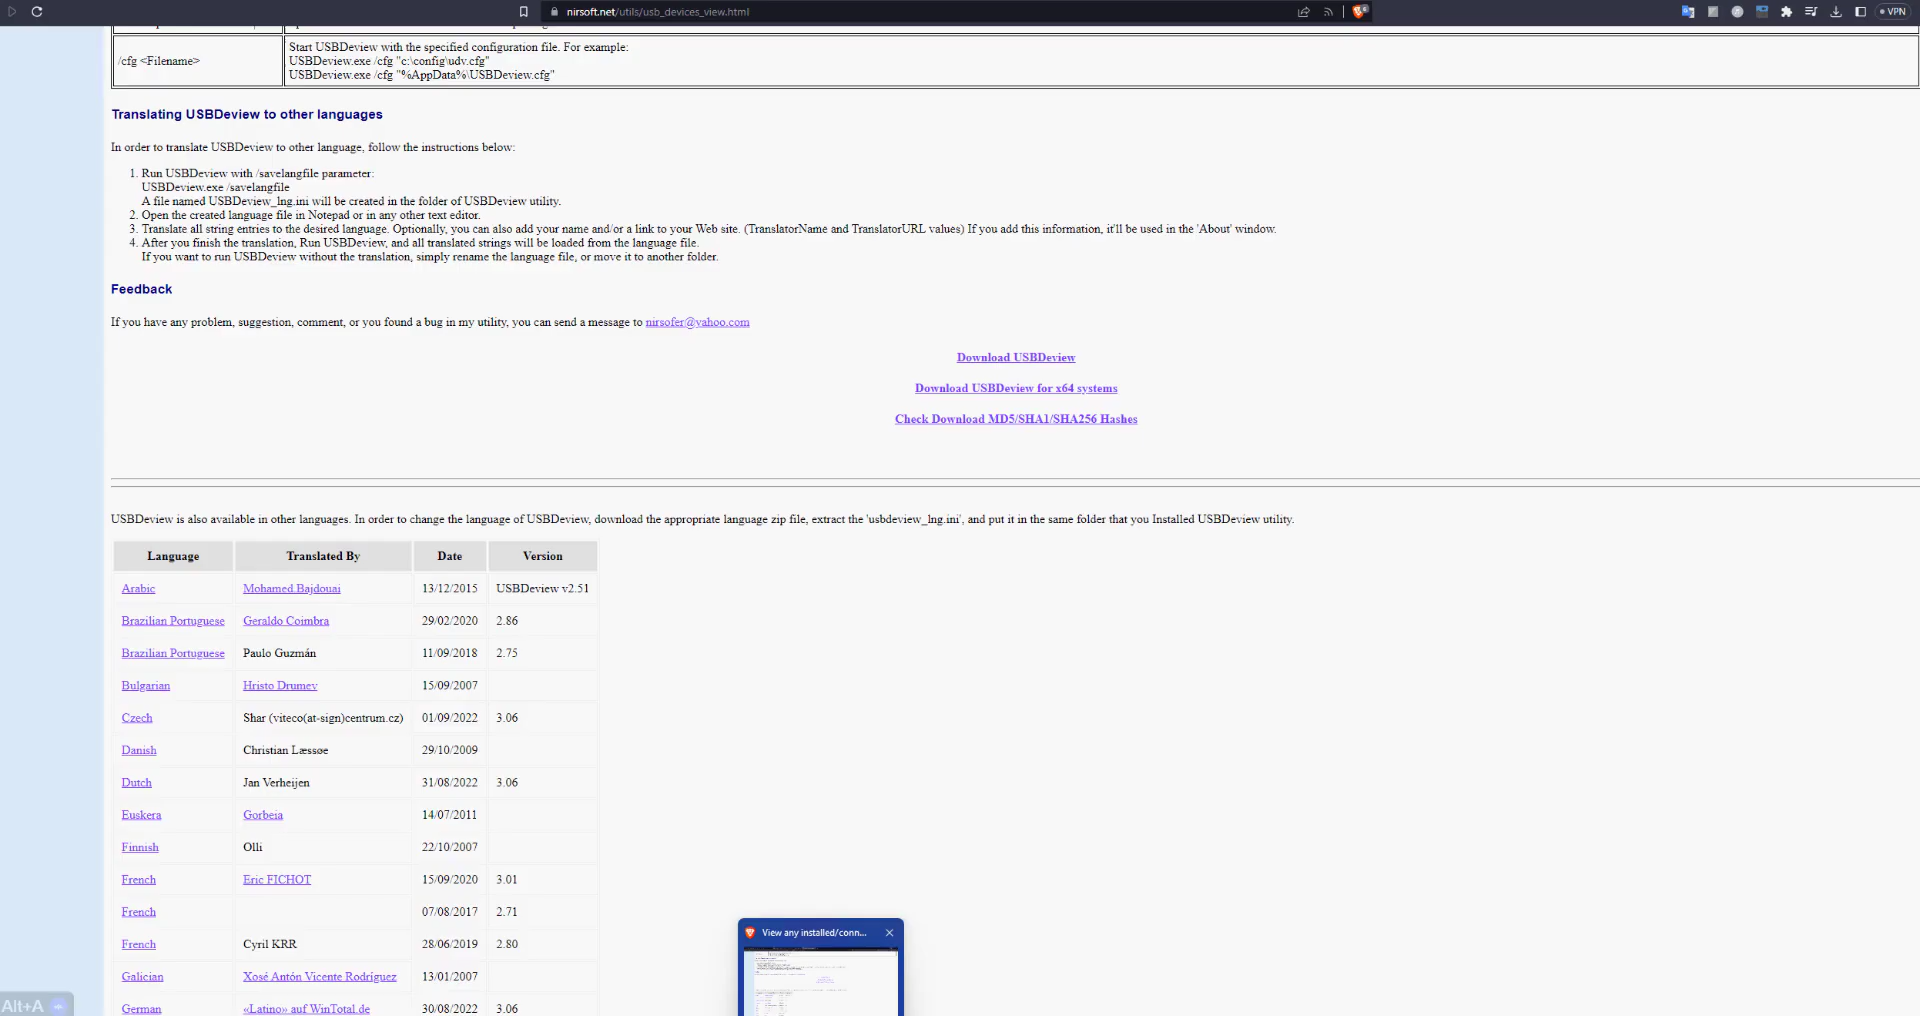 nirsoft.net/utils/usb_devices_view.html
VPN
/cfg <Filename>
Start USBDeview with the specified configuration file. For example:
USBDeview.exe /cfg "c:\config\udv.cfg"
USBDeview.exe /cfg "%AppData%\USBDeview.cfg"
Translating USBDeview to other languages
In order to translate USBDeview to other language, follow the instructions below:
1. Run USBDeview with /savelangfile parameter:
USBDeview.exe /savelangfile
A file named USBDeview_lng.ini will be created in the folder of USBDeview utility.
2. Open the created language file in Notepad or in any other text editor.
3. Translate all string entries to the desired language. Optionally, you can also add your name and/or a link to your Web site. (TranslatorName and TranslatorURL values) If you add this information, it'll be used in the 'About' window.
4. After you finish the translation, Run USBDeview, and all translated strings will be loaded from the language file.
If you want to run USBDeview without the translation, simply rename the language file, or move it to another folder.
Feedback
If you have any problem, suggestion, comment, or you found a bug in my utility, you can send a message to nirsofer@yahoo.com
Download USBDeview
Download USBDeview for x64 systems
Check Download MD5/SHA1/SHA256 Hashes
USBDeview is also available in other languages. In order to change the language of USBDeview, download the appropriate language zip file, extract the 'usbdeview_lng.ini', and put it in the same folder that you Installed USBDeview utility.
Language Translated By Date Version
Arabic Mohamed.Bajdouai 13/12/2015 USBDeview v2.51
Brazilian Portuguese Geraldo Coimbra 29/02/2020 2.86
Brazilian Portuguese Paulo Guzmán 11/09/2018 2.75
Bulgarian Hristo Drumev 15/09/2007
Czech Shar (viteco(at-sign)centrum.cz) 01/09/2022 3.06
Danish Christian Læssøe 29/10/2009
Dutch Jan Verheijen 31/08/2022 3.06
Euskera Gorbeia 14/07/2011
Finnish Olli 22/10/2007
French Eric FICHOT 15/09/2020 3.01
French 07/08/2017 2.71
French Cyril KRR 28/06/2019 2.80
Galician Xosé Antón Vicente Rodríguez 13/01/2007
German «Latino» auf WinTotal.de 30/08/2022 3.06
View any installed/conn...
Alt+A